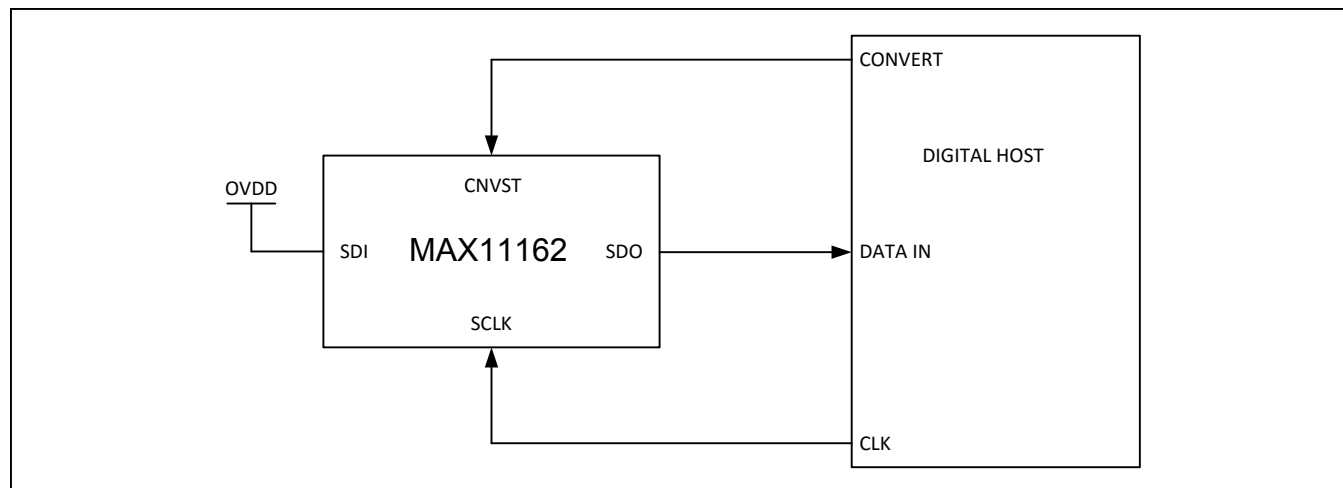 CONVERT
DIGITAL HOST
CNVST
OVDD
SDI MAX11162 SDO DATA IN
SCLK
CLK